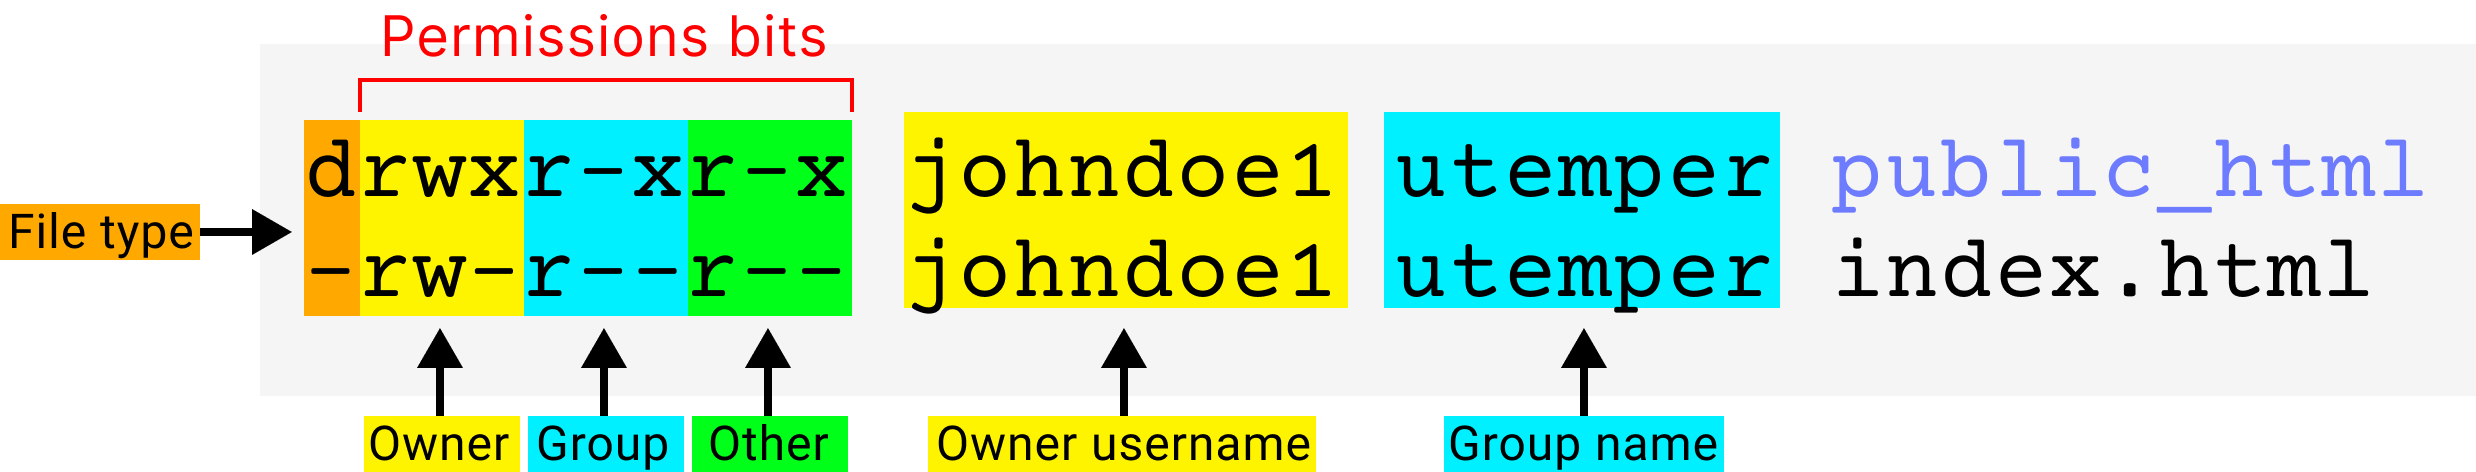 Permissions bits
drwxr-xr-x johndoe1 utemper public_html
File type
-rw-r--r-- johndoe1 utemper index.html
Owner Group Other Owner username Group name